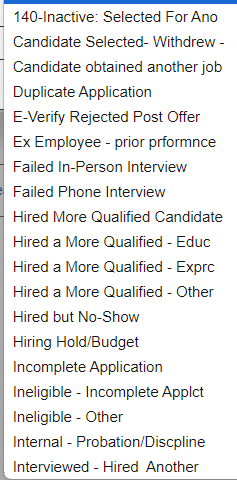 140-Inactive: Selected For Ano
Candidate Selected- Withdrew -
Candidate obtained another job
Duplicate Application
E-Verify Rejected Post Offer
Ex Employee - prior prformnce
Failed In-Person Interview
Failed Phone Interview
Hired More Qualified Candidate
Hired a More Qualified - Educ
Hired a More Qualified - Exprc
Hired a More Qualified - Other
Hired but No-Show
Hiring Hold/Budget
Incomplete Application
Ineligible - Incomplete Applct
Ineligible - Other
Internal - Probation/Discpline
Interviewed - Hired  Another